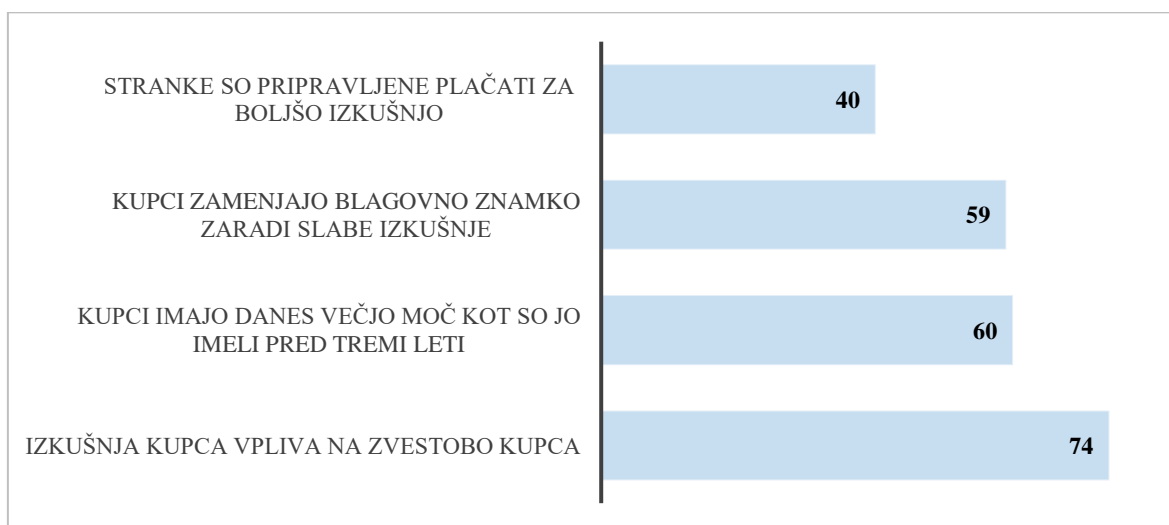 STRANKE SO PRIPRAVLJENE PLAČATI ZA
BOLJŠO IZKUŠNJO
40
KUPCI ZAMENJAJO BLAGOVNO ZNAMKO
ZARADI SLABE IZKUŠNJE
59
KUPCI IMAJO DANES VEČJO MOČ KOT SO JO
IMELI PRED TREMI LETI
60
IZKUŠNJA KUPCA VPLIVA NA ZVESTOBO KUPCA
74